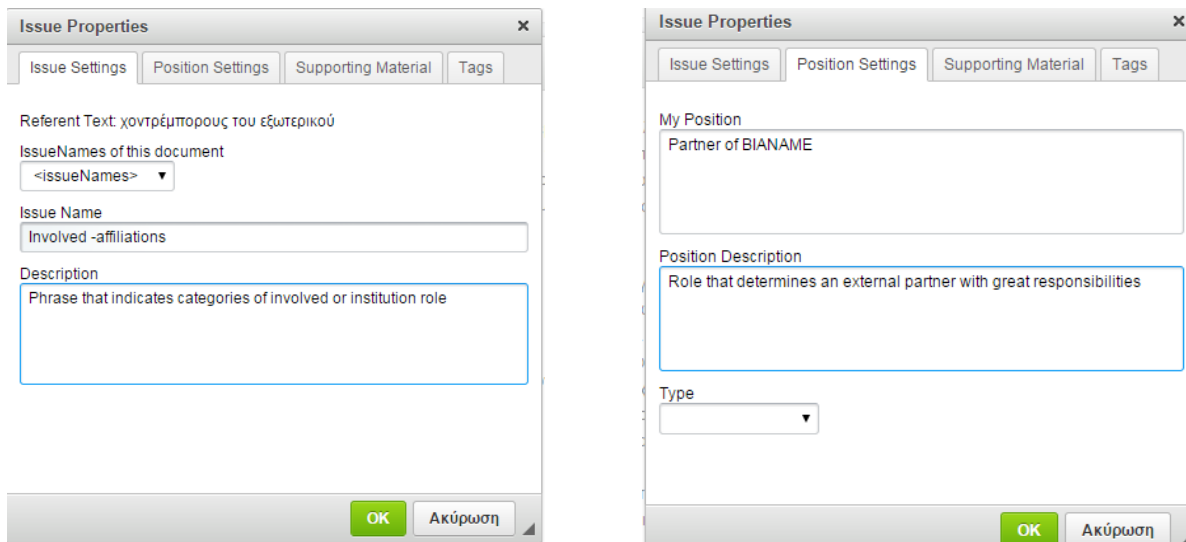 Issue Properties
Issue Settings Position Settings Supporting Material Tags
Referent Text: χοντρέμπορους του εξωτερικού
IssueNames of this document
<issueNames>
Issue Name
Involved -affiliations
Description
Phrase that indicates categories of involved or institution role
OK Ακύρωση
Issue Properties
Issue Settings Position Settings Supporting Material Tags
My Position
Partner of BIANAME
Position Description
Role that determines an external partner with great responsibilities
Type
OK Ακύρωση